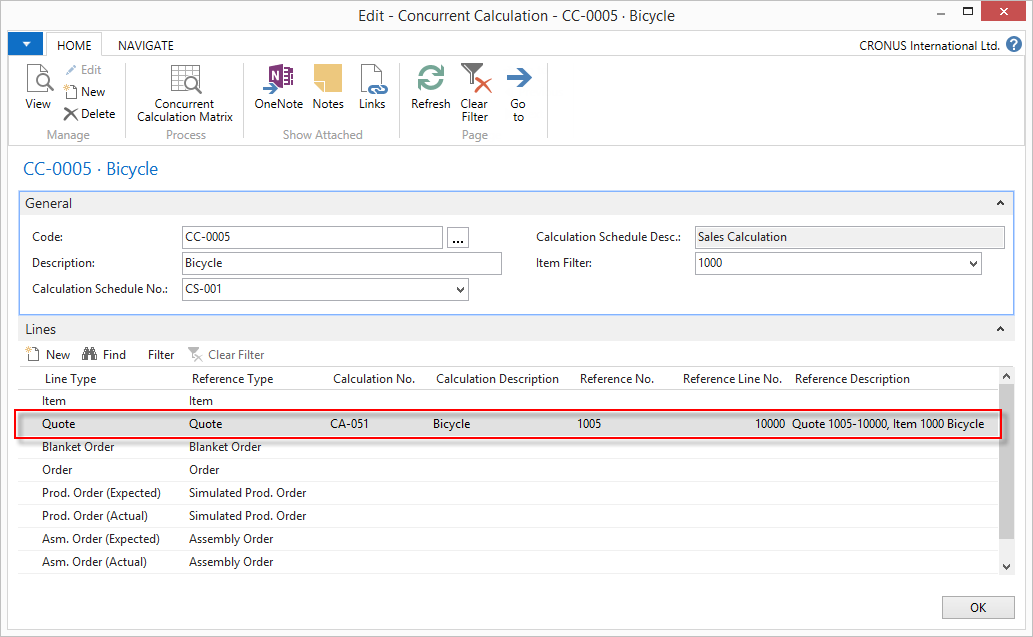 Edit - Concurrent Calculation - CC-0005 · Bicycle
HOME NAVIGATE CRONUS International Ltd. ?
View Edit New Delete Concurrent Calculation Matrix OneNote Notes Links Refresh Clear Filter Go to
Manage Process Show Attached Page
CC-0005 · Bicycle
General
Code: CC-0005 ... Calculation Schedule Desc.: Sales Calculation
Description: Bicycle Item Filter: 1000
Calculation Schedule No.: CS-001
Lines
New Find Filter Clear Filter
Line Type Reference Type Calculation No. Calculation Description Reference No. Reference Line No. Reference Description
Item Item
Quote Quote CA-051 Bicycle 1005 10000 Quote 1005-10000, Item 1000 Bicycle
Blanket Order Blanket Order
Order Order
Prod. Order (Expected) Simulated Prod. Order
Prod. Order (Actual) Simulated Prod. Order
Asm. Order (Expected) Assembly Order
Asm. Order (Actual) Assembly Order
OK